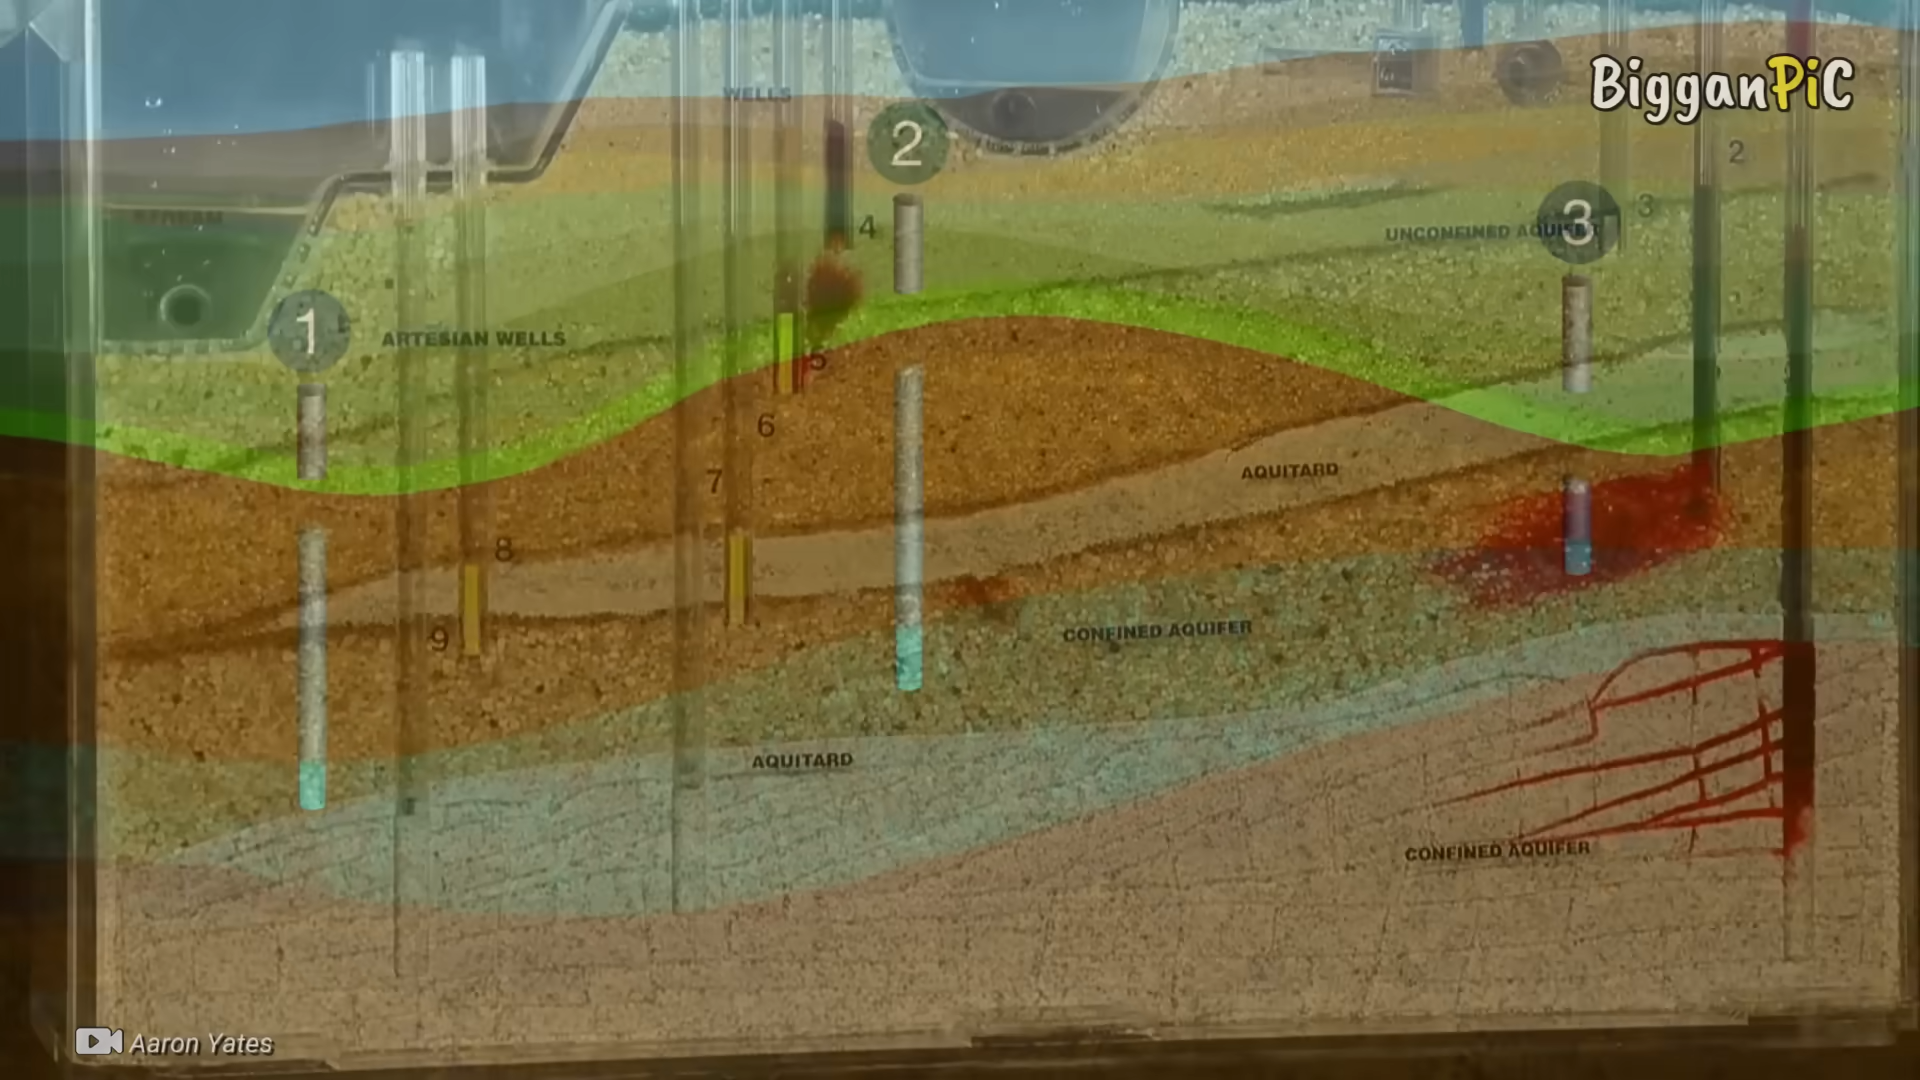 BigganPiC
WELLS
2
2
3
3
STREAM
4
UNCONFINED AQUIFER
1
ARTESIAN WELLS
5
6
AQUITARD
7
8
CONFINED AQUIFER
9
AQUITARD
CONFINED AQUIFER
Aaron Yates